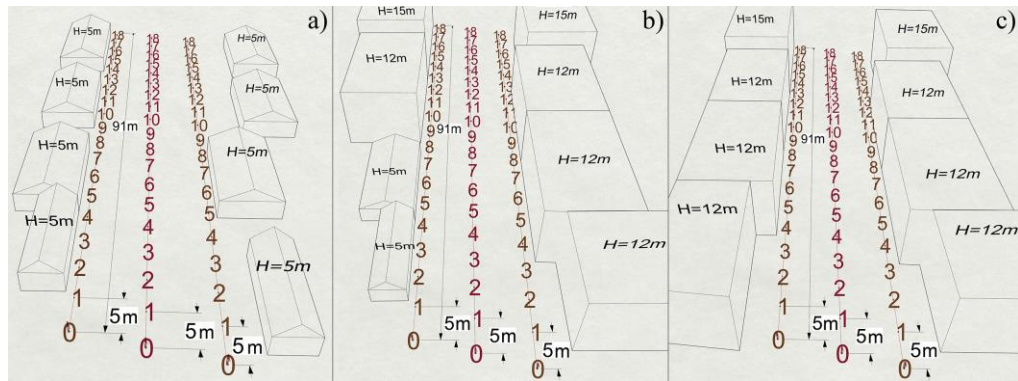 a)
H=5m H=5m
18 18 18
17 17 17
16 16 16
15 15 15
H=5m H=5m
14 14 14
13 13 13
12 12 12
11 11 11
10 10 10
91m
9 9 9
H=5m H=5m
8 8 8
7 7 7
6 6 6
5 5 5
H=5m
4 4 4
3 3 3
H=5m
2 2 2
1 1 1
5m 5m 5m
0 0 0
b)
H=15m H=15m
18 18 18
17 17 17
16 16 16
15 15 15
H=12m H=12m
14 14 14
13 13 13
12 12 12
11 11 11
10 10 10
91m
9 9 9
8 8 8
H=5m H=12m
7 7 7
6 6 6
5 5 5
4 4 4
H=5m H=12m
3 3 3
2 2 2
1 1 1
5m 5m 5m
0 0 0
c)
H=15m H=15m
18 18 18
17 17 17
16 16 16
15 15 15
H=12m H=12m
14 14 14
13 13 13
12 12 12
11 11 11
10 10 10
91m
9 9 9
8 8 8
H=12m H=12m
7 7 7
6 6 6
5 5 5
H=12m H=12m
4 4 4
3 3 3
2 2 2
1 1 1
5m 5m 5m
0 0 0